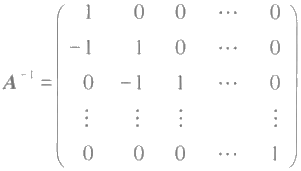 A⁻¹ = ( 1 0 0 ⋯ 0
-1 1 0 ⋯ 0
0 -1 1 ⋯ 0
⋮ ⋮ ⋮ ⋮
0 0 0 ⋯ 1 )